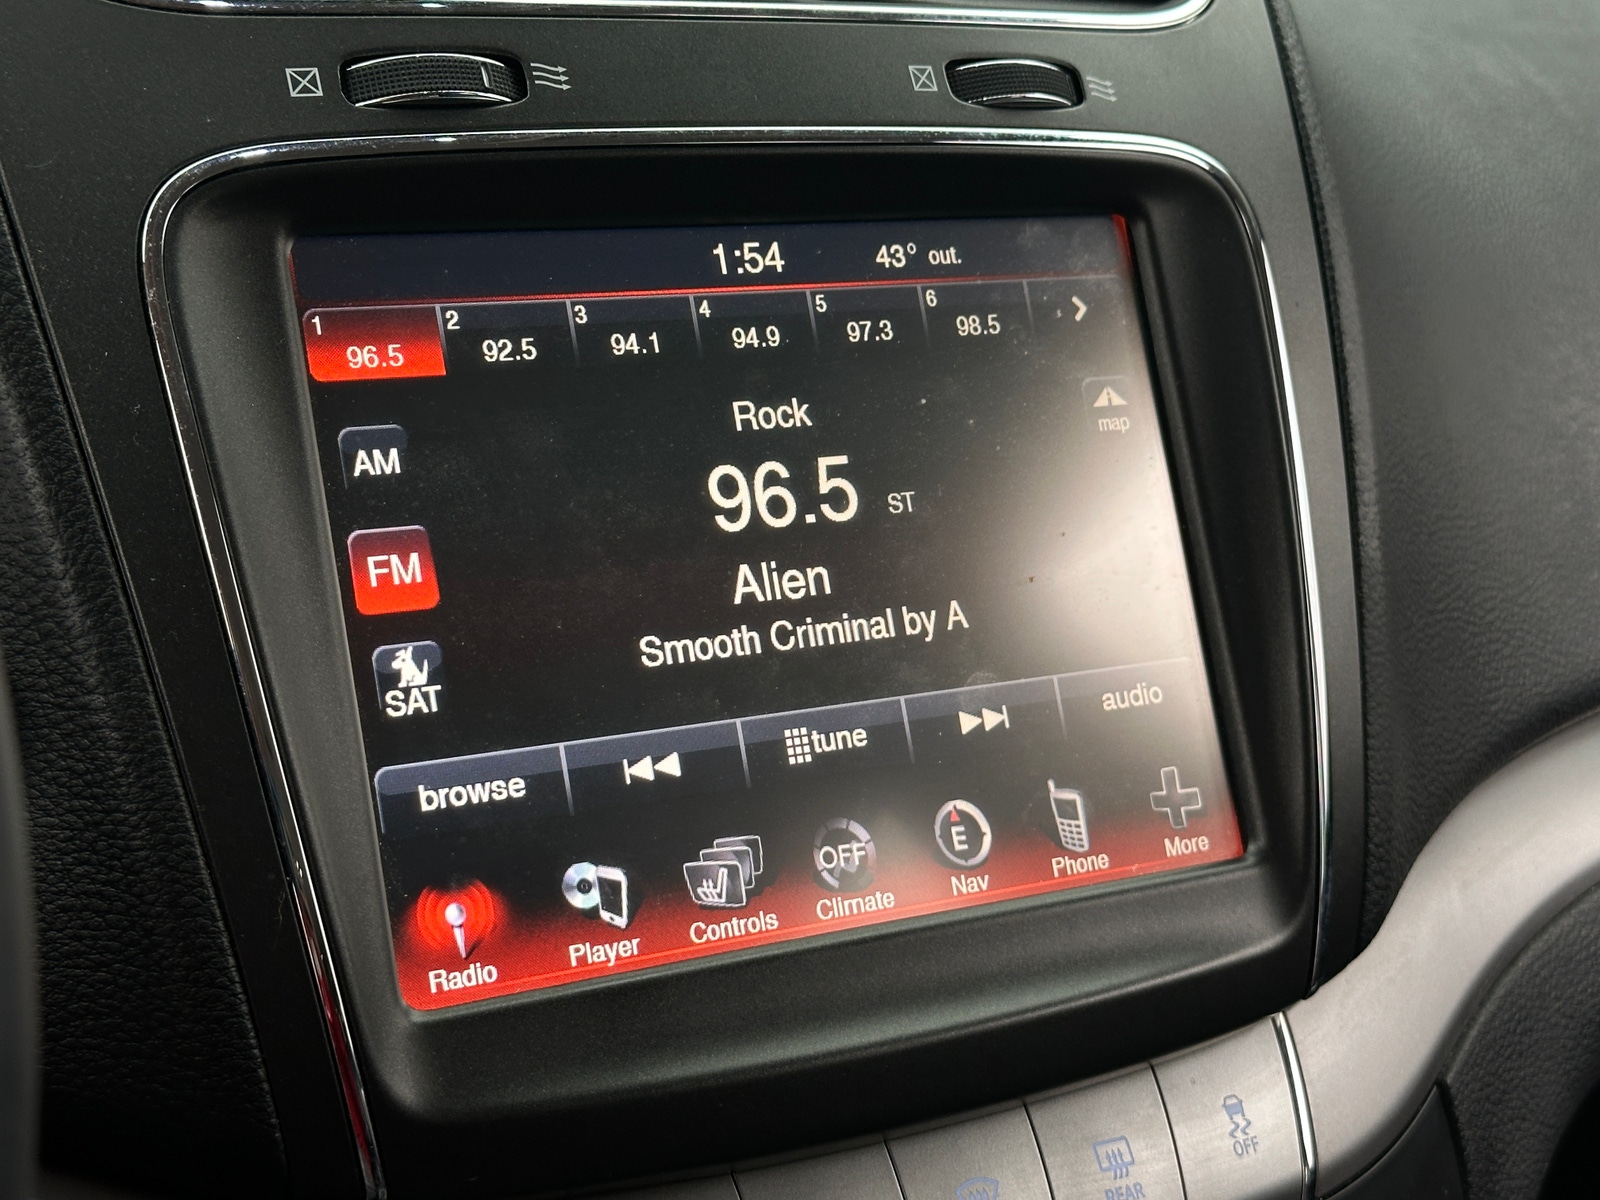 1:54 43° out.
1 2 3 4 5 6
96.5 92.5 94.1 94.9 97.3 98.5
map
Rock
AM
96.5 ST
FM
Alien
Smooth Criminal by A
SAT
browse tune audio
OFF E
Radio Player Controls Climate Nav Phone More
REAR
OFF